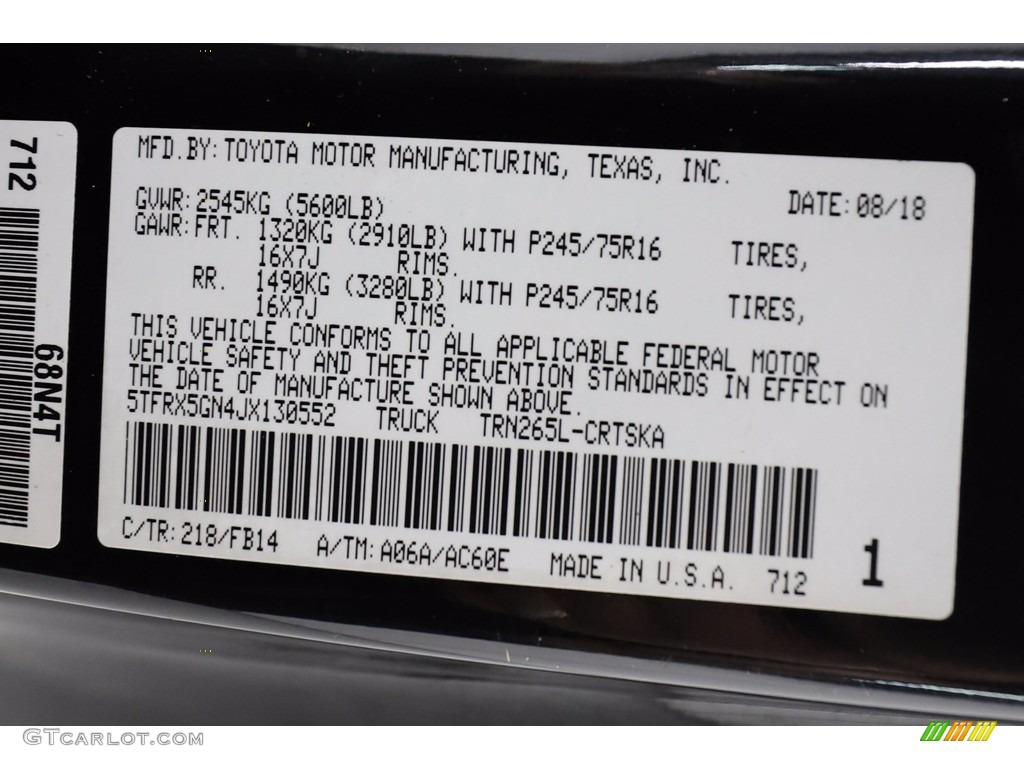 712
68N4T
MFD.BY:TOYOTA MOTOR MANUFACTURING, TEXAS, INC.
GVWR:2545KG (5600LB) DATE:08/18
GAWR:FRT. 1320KG (2910LB) WITH P245/75R16 TIRES,
16X7J RIMS.
RR. 1490KG (3280LB) WITH P245/75R16 TIRES,
16X7J RIMS.
THIS VEHICLE CONFORMS TO ALL APPLICABLE FEDERAL MOTOR
VEHICLE SAFETY AND THEFT PREVENTION STANDARDS IN EFFECT ON
THE DATE OF MANUFACTURE SHOWN ABOVE.
5TFRX5GN4JX130552 TRUCK TRN265L-CRTSKA
C/TR:218/FB14 A/TM:A06A/AC60E MADE IN U.S.A. 712 1
GTCARLOT.COM